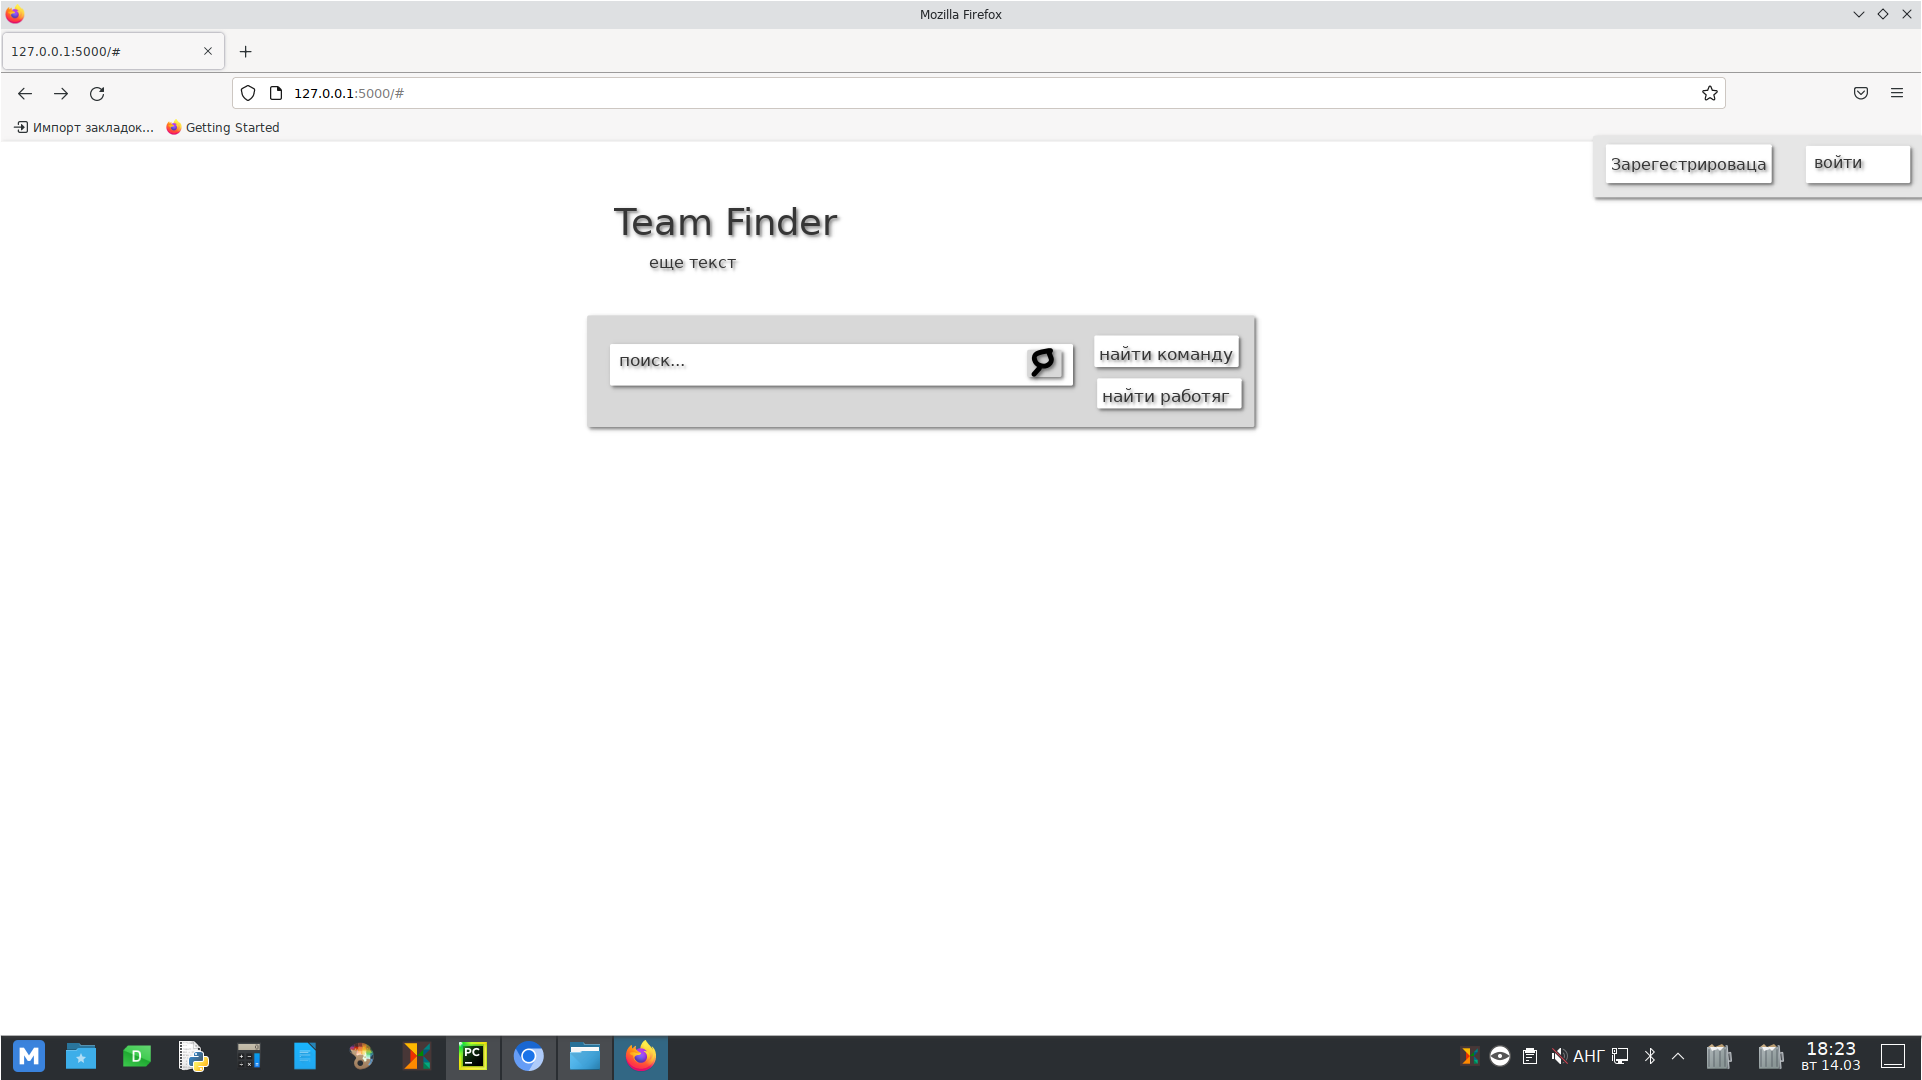 Mozilla Firefox
127.0.0.1:5000/#
127.0.0.1:5000/#
Импорт закладок...
Getting Started
Зарегестрироваца
войти
Team Finder
еще текст
поиск...
найти команду
найти работяг
M
D
PC
АНГ
18:23
вт 14.03